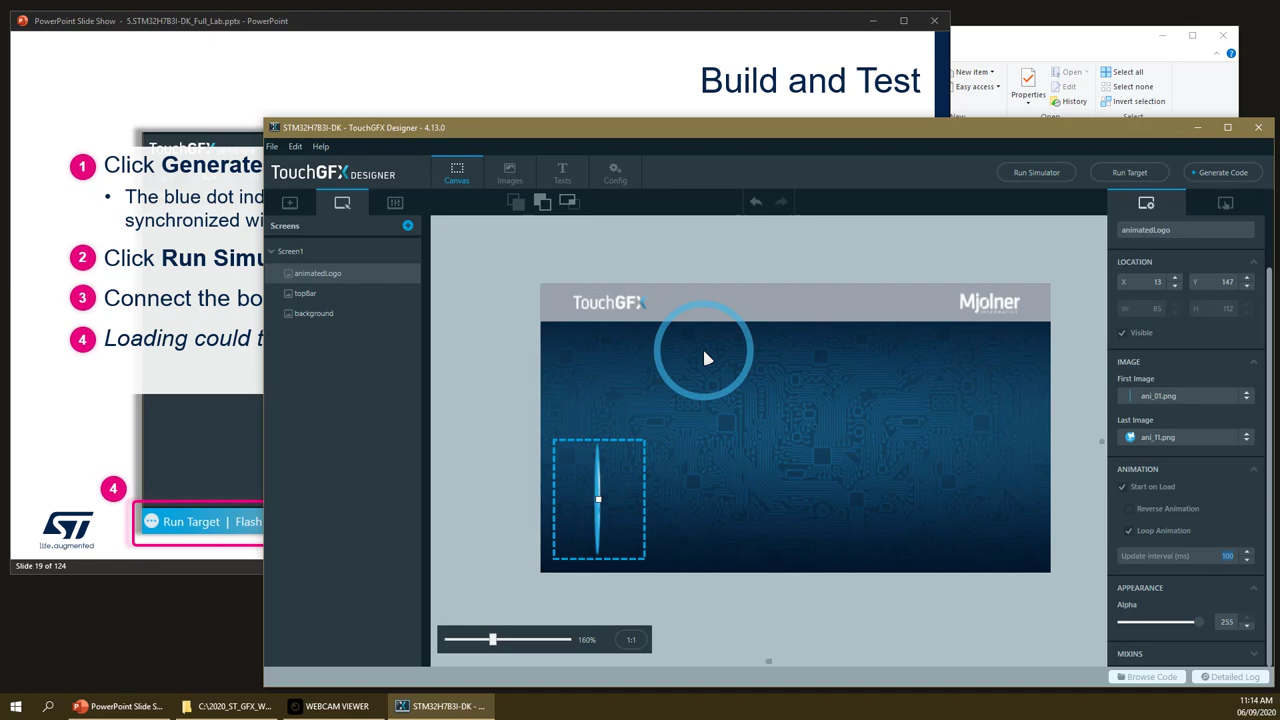 PowerPoint Slide Show - 5.STM32H7B3I-DK_Full_Lab.pptx - PowerPoint
Build and Test
New item
Easy access
Properties
Open
Edit
History
Select all
Select none
Invert selection
1 Click Generate
• The blue dot ind
synchronized wi
2 Click Run Simu
3 Connect the bo
4 Loading could t
4
Run Target | Flash
ST
life.augmented
Slide 19 of 124
STM32H7B3I-DK - TouchGFX Designer - 4.13.0
File Edit Help
TouchGFX DESIGNER
Canvas
Images
Texts
Config
Run Simulator
Run Target
Generate Code
Screens
Screen1
animatedLogo
topBar
background
TouchGFX
Mjolner
INFORMATICS
160%
1:1
animatedLogo
LOCATION
X 13 Y 147
W 85 H 112
Visible
IMAGE
First Image
ani_01.png
Last Image
ani_11.png
ANIMATION
Start on Load
Reverse Animation
Loop Animation
Update interval (ms) 100
APPEARANCE
Alpha
255
MIXINS
Browse Code
Detailed Log
PowerPoint Slide S...
C:\2020_ST_GFX_W...
WEBCAM VIEWER
STM32H7B3I-DK - ...
11:14 AM
06/09/2020